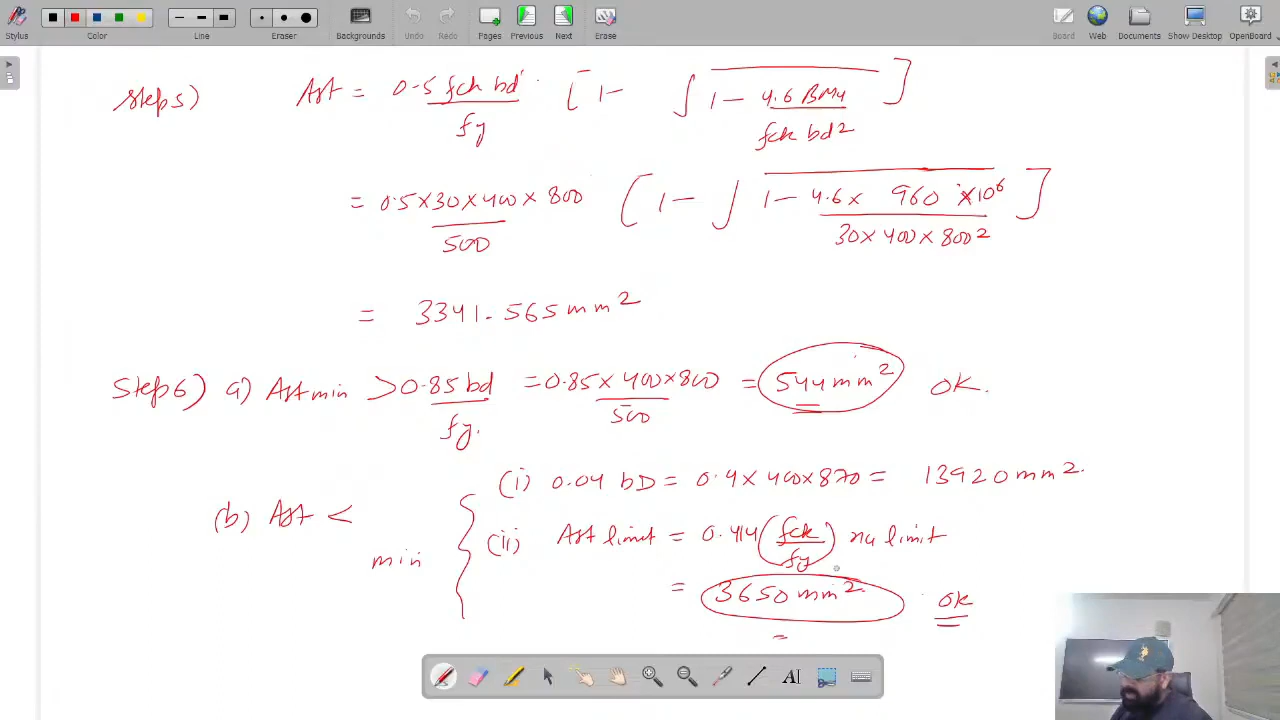 Stylus Color Line Eraser Backgrounds Undo Redo Pages Previous Next Erase Board Web Documents Show Desktop OpenBoard
Step5) Ast = 0.5 fck bd / fy [1 - √(1 - 4.6 BMu / fck bd²)]
= 0.5×30×400×800 / 500 [1 - √(1 - 4.6× 960 ×10⁶ / 30×400×800²)]
= 3341.565 mm²
Step6) a) Ast min > 0.85 bd / fy. = 0.85×400×800 / 500 = 544 mm² OK.
(b) Ast < min { (i) 0.04 bD = 0.4×400×870 = 13920 mm².
(ii) Ast limit = 0.414 (fck / fy) xu limit
= 3650 mm². OK
=